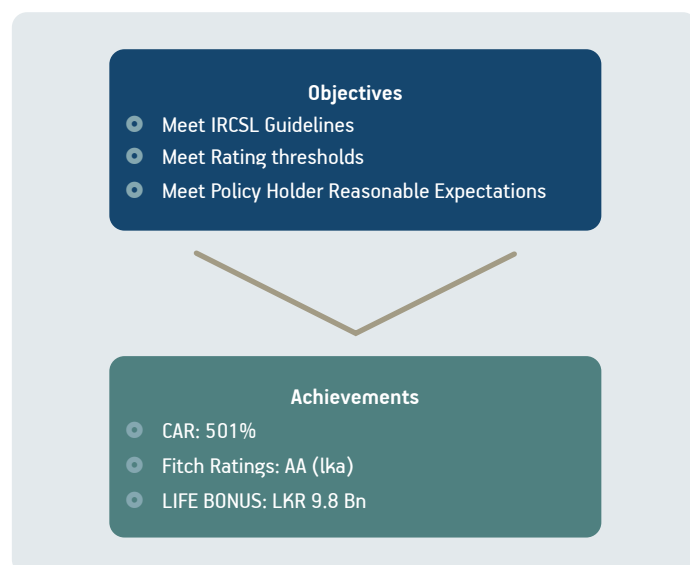 Objectives
Meet IRCSL Guidelines
Meet Rating thresholds
Meet Policy Holder Reasonable Expectations
Achievements
CAR: 501%
Fitch Ratings: AA (lka)
LIFE BONUS: LKR 9.8 Bn